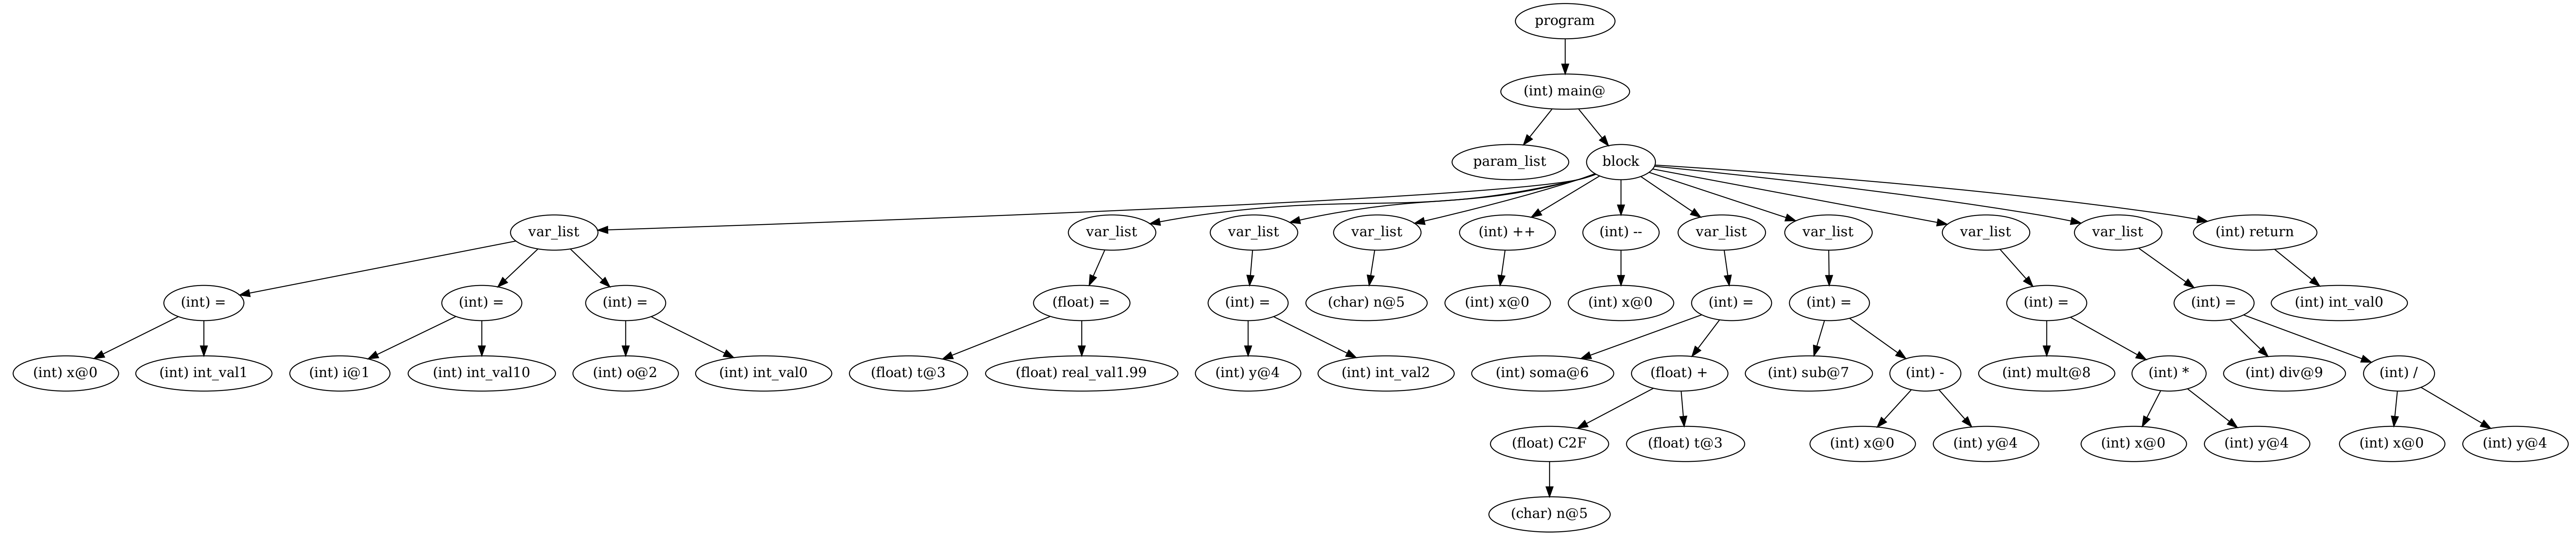 program
(int) main@
param_list
block
var_list
var_list
var_list
var_list
(int) ++
(int) --
var_list
var_list
var_list
var_list
(int) return
(int) =
(int) =
(int) =
(float) =
(int) =
(char) n@5
(int) x@0
(int) x@0
(int) =
(int) =
(int) =
(int) =
(int) int_val0
(int) x@0
(int) int_val1
(int) i@1
(int) int_val10
(int) o@2
(int) int_val0
(float) t@3
(float) real_val1.99
(int) y@4
(int) int_val2
(int) soma@6
(float) +
(int) sub@7
(int) -
(int) mult@8
(int) *
(int) div@9
(int) /
(float) C2F
(float) t@3
(int) x@0
(int) y@4
(int) x@0
(int) y@4
(int) x@0
(int) y@4
(char) n@5